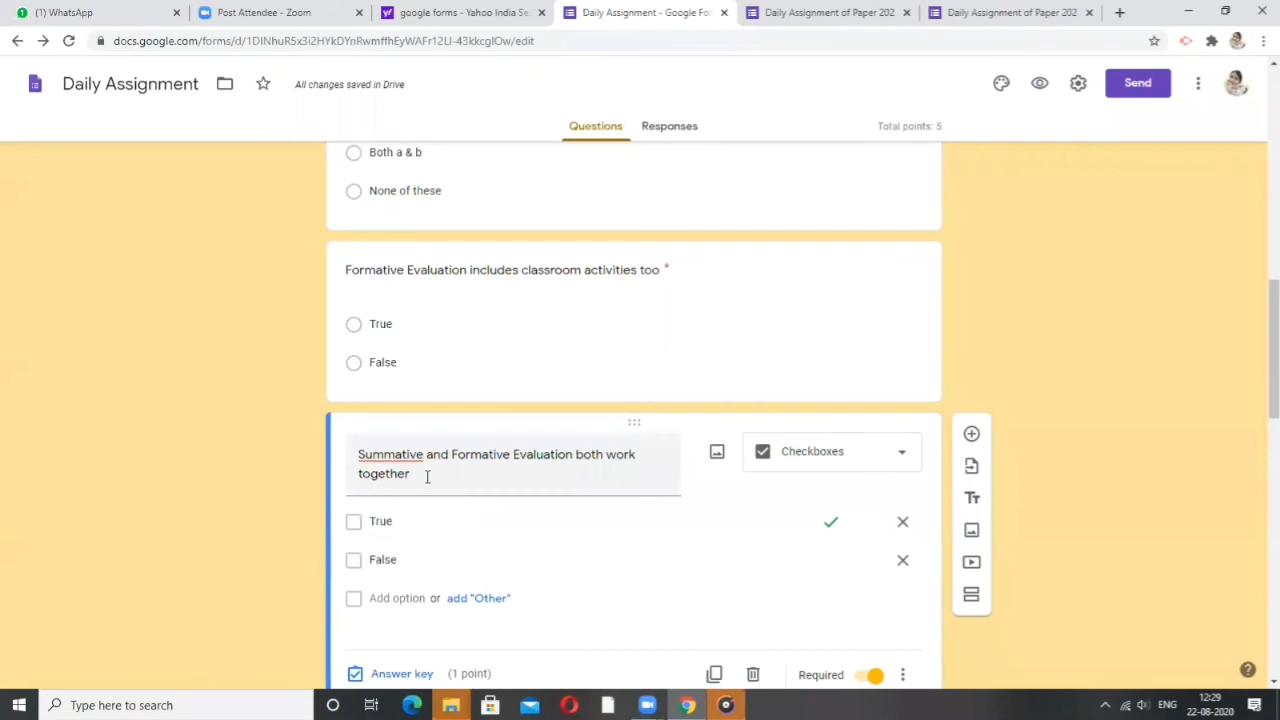 (1) WhatsApp
Post Attendee - Zoom
google forms - Yahoo India Se
Daily Assignment - Google For
Daily Assignment of Paper 202
Daily Assignment of Paper 202
docs.google.com/forms/d/1DINhuR5x3i2HYkDYnRwmffhEyWAFr12LI-43kkcglOw/edit
Daily Assignment
All changes saved in Drive
Send
Questions
Responses
Total points: 5
Both a & b
None of these
Formative Evaluation includes classroom activities too *
True
False
Summative and Formative Evaluation both work
together
Checkboxes
True
False
Add option or add "Other"
Answer key (1 point)
Required
Type here to search
ENG
12:29
22-08-2020